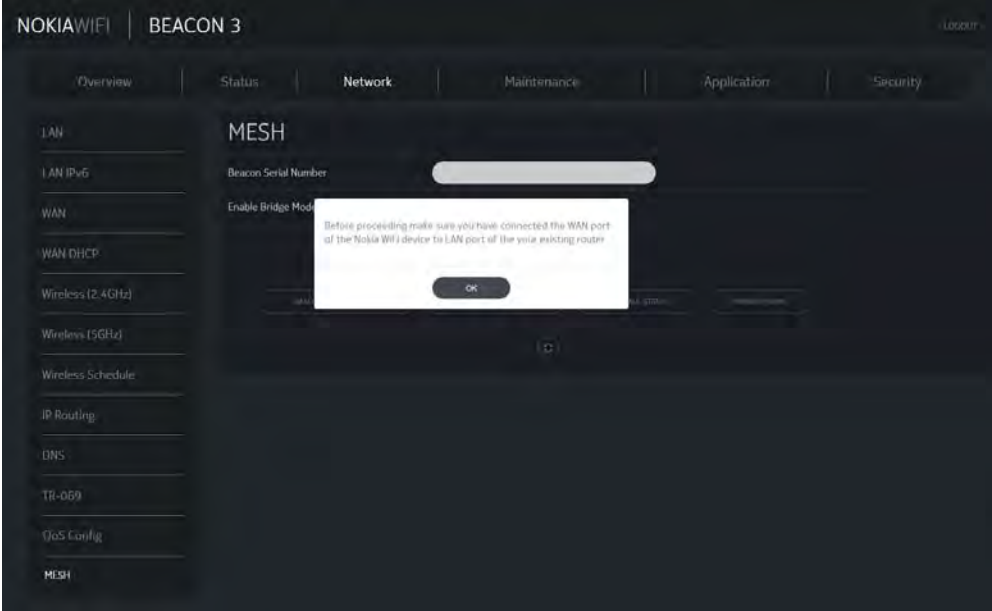 NOKIAWIFI
BEACON 3
LOGOUT
Overview
Status
Network
Maintenance
Application
Security
LAN
LAN IPv6
WAN
WAN DHCP
Wireless (2.4GHz)
Wireless (5GHz)
Wireless Schedule
IP Routing
DNS
TR-069
QoS Config
MESH
MESH
Beacon Serial Number
Enable Bridge Mode
Before proceeding make sure you have connected the WAN port
of the Nokia WiFi device to LAN port of the your existing router
OK